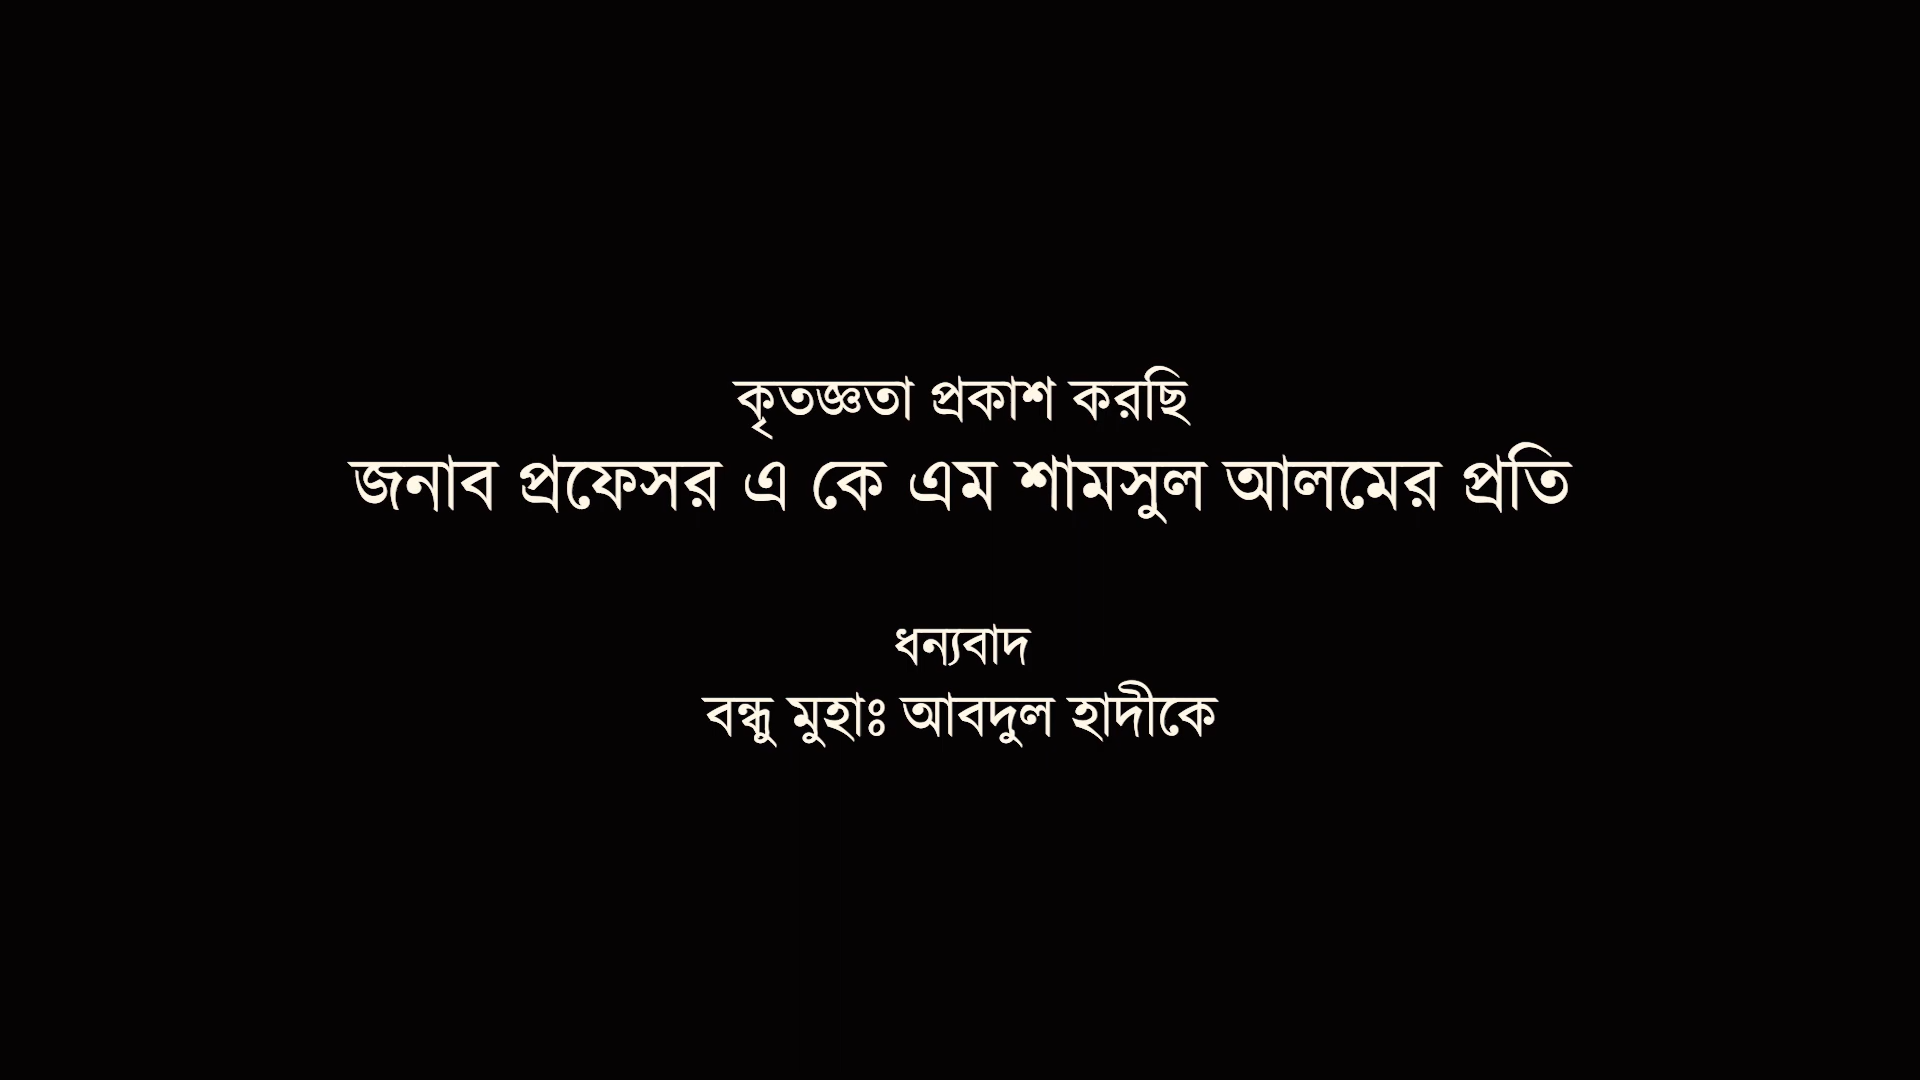 কৃতজ্ঞতা প্রকাশ করছি
জনাব প্রফেসর এ কে এম শামসুল আলমের প্রতি
ধন্যবাদ
বন্ধু মুহাঃ আবদুল হাদীকে